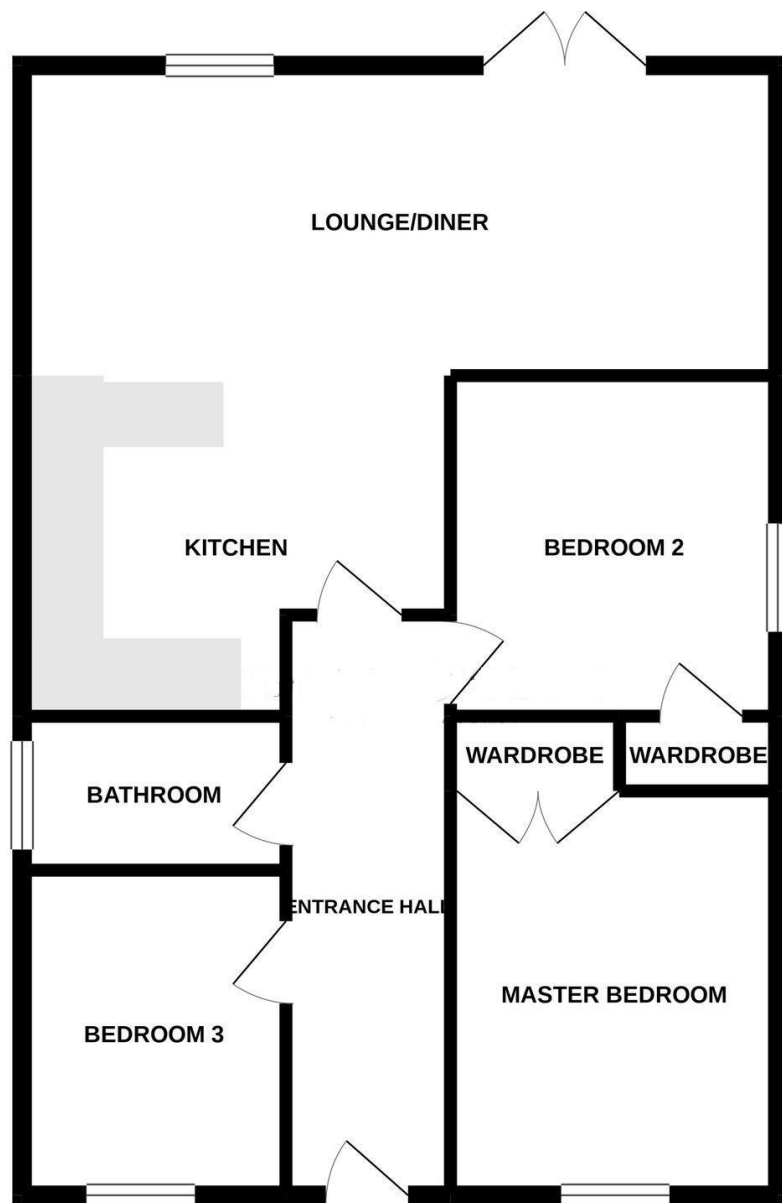 LOUNGE/DINER
KITCHEN
BEDROOM 2
WARDROBE
WARDROBE
BATHROOM
ENTRANCE HALL
MASTER BEDROOM
BEDROOM 3